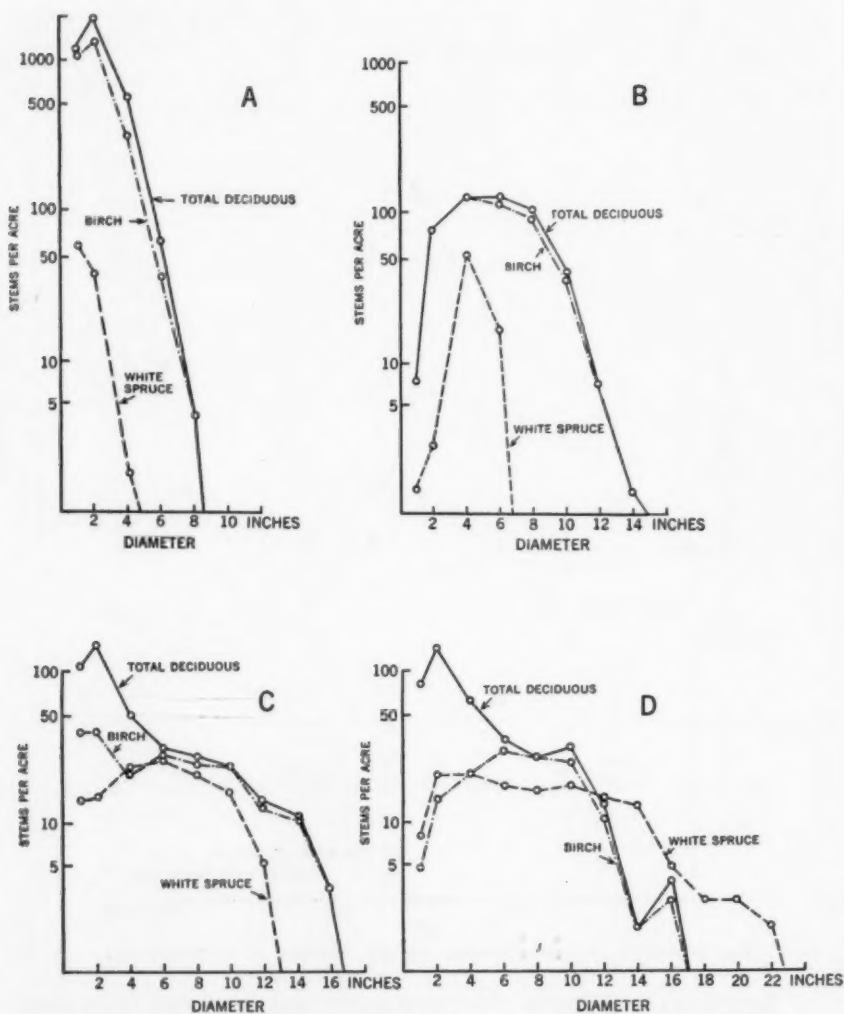 A
1000
500
100
50
10
5
STEMS PER ACRE
TOTAL DECIDUOUS
BIRCH
WHITE
SPRUCE
2 4 6 8 10 INCHES
DIAMETER
B
1000
500
100
50
10
5
STEMS PER ACRE
TOTAL DECIDUOUS
BIRCH
WHITE SPRUCE
2 4 6 8 10 12 14 INCHES
DIAMETER
C
100
50
10
5
STEMS PER ACRE
TOTAL DECIDUOUS
BIRCH
WHITE SPRUCE
2 4 6 8 10 12 14 16 INCHES
DIAMETER
D
100
50
10
5
STEMS PER ACRE
TOTAL DECIDUOUS
BIRCH
WHITE SPRUCE
2 4 6 8 10 12 14 16 18 20 22 INCHES
DIAMETER